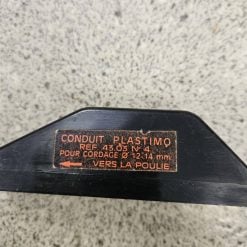 CONDUIT PLASTIMO
REF 43.03 N° 4
POUR CORDAGE Ø 12.14 mm
← VERS LA POULIE